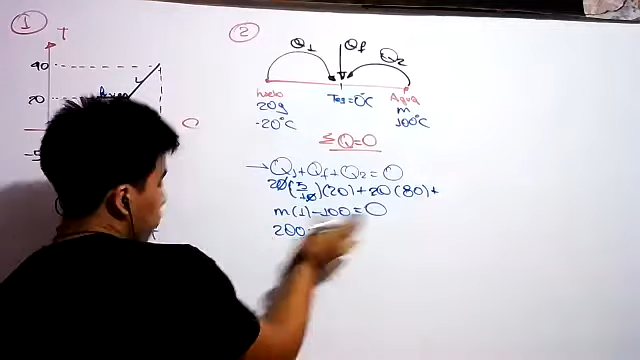 1
T
40
20
-5
2
Q1 Qf Q2
hielo Teq=0°C Agua
20g m
-20°C 100°C
ΣQ=0
→Q1+Qf+Q2=0
20(5/10)(20)+20(80)+
m(1)-100=0
200